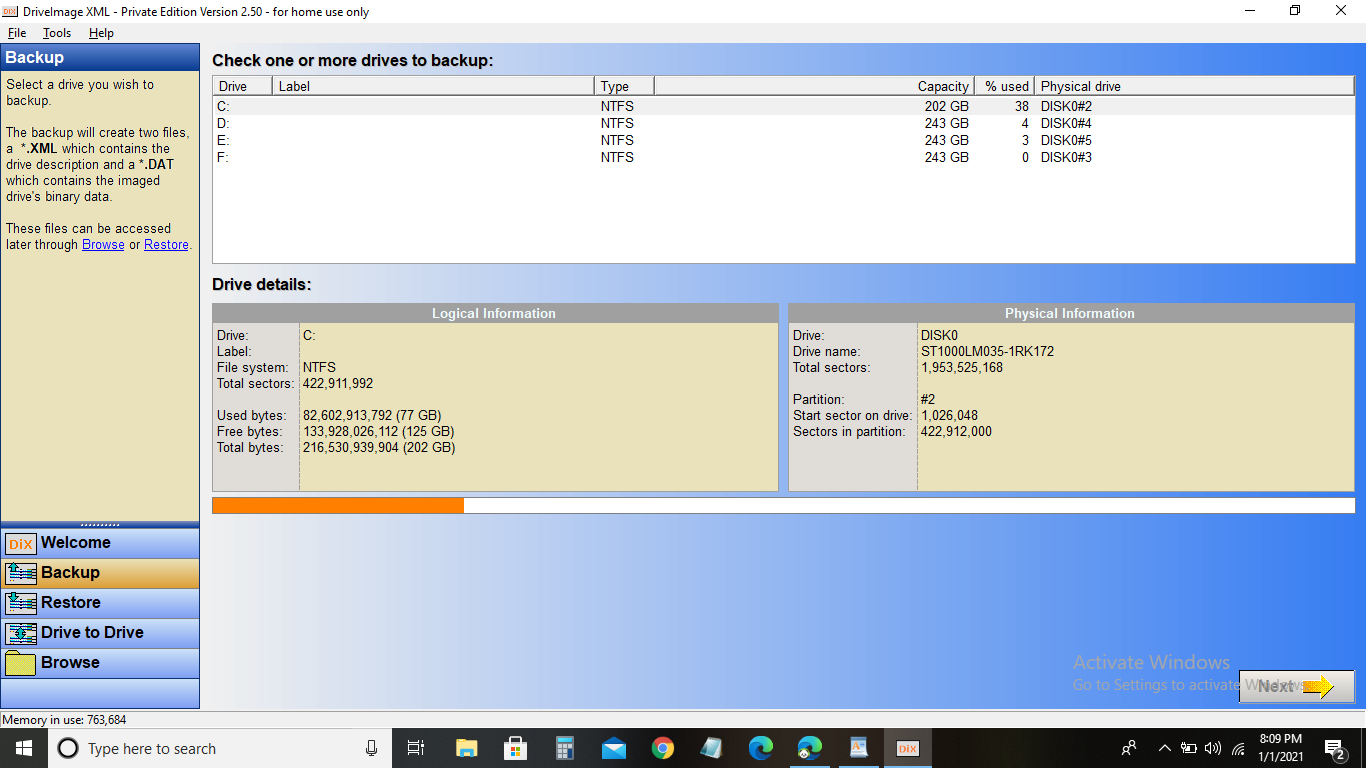 DiX DriveImage XML - Private Edition Version 2.50 - for home use only
File Tools Help
Backup
Select a drive you wish to
backup.
The backup will create two files,
a *.XML which contains the
drive description and a *.DAT
which contains the imaged
drive's binary data.
These files can be accessed
later through Browse or Restore.
DiX Welcome
Backup
Restore
Drive to Drive
Browse
Check one or more drives to backup:
Drive Label Type Capacity % used Physical drive
C: NTFS 202 GB 38 DISK0#2
D: NTFS 243 GB 4 DISK0#4
E: NTFS 243 GB 3 DISK0#5
F: NTFS 243 GB 0 DISK0#3
Drive details:
Logical Information
Drive: C:
Label:
File system: NTFS
Total sectors: 422,911,992
Used bytes: 82,602,913,792 (77 GB)
Free bytes: 133,928,026,112 (125 GB)
Total bytes: 216,530,939,904 (202 GB)
Physical Information
Drive: DISK0
Drive name: ST1000LM035-1RK172
Total sectors: 1,953,525,168
Partition: #2
Start sector on drive: 1,026,048
Sectors in partition: 422,912,000
Activate Windows
Go to Settings to activate Windows.
Next
Memory in use: 763,684
Type here to search
DiX
8:09 PM
1/1/2021
2